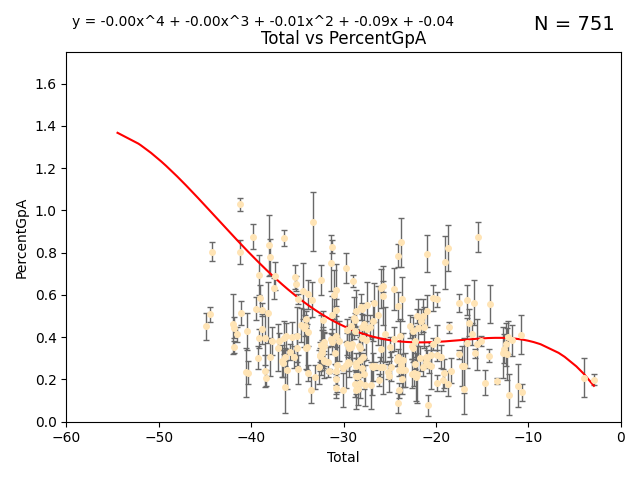 y = -0.00x^4 + -0.00x^3 + -0.01x^2 + -0.09x + -0.04
N = 751
Total vs PercentGpA
1.6
1.4
1.2
1.0
0.8
0.6
0.4
0.2
0.0
PercentGpA
−60 −50 −40 −30 −20 −10 0
Total